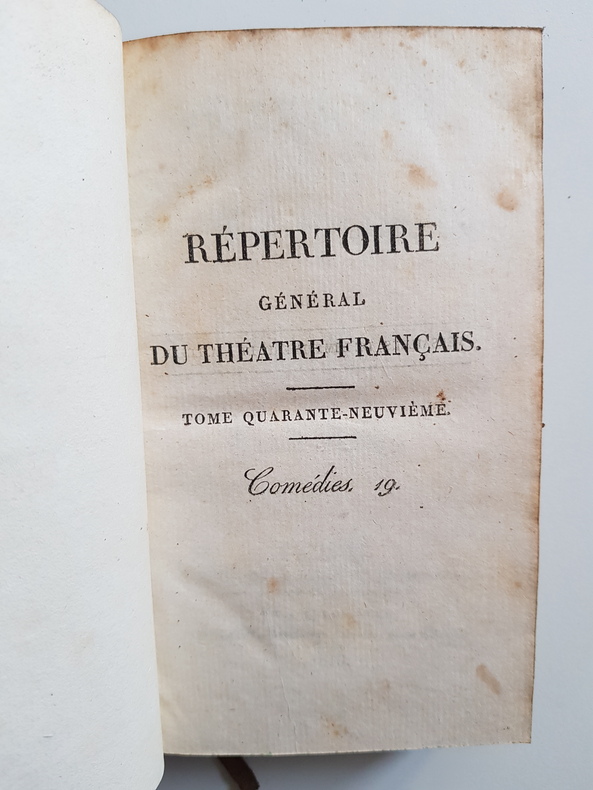 RÉPERTOIRE
GÉNÉRAL
DU THÉATRE FRANÇAIS.
TOME QUARANTE-NEUVIÈME.
Comédies. 19.